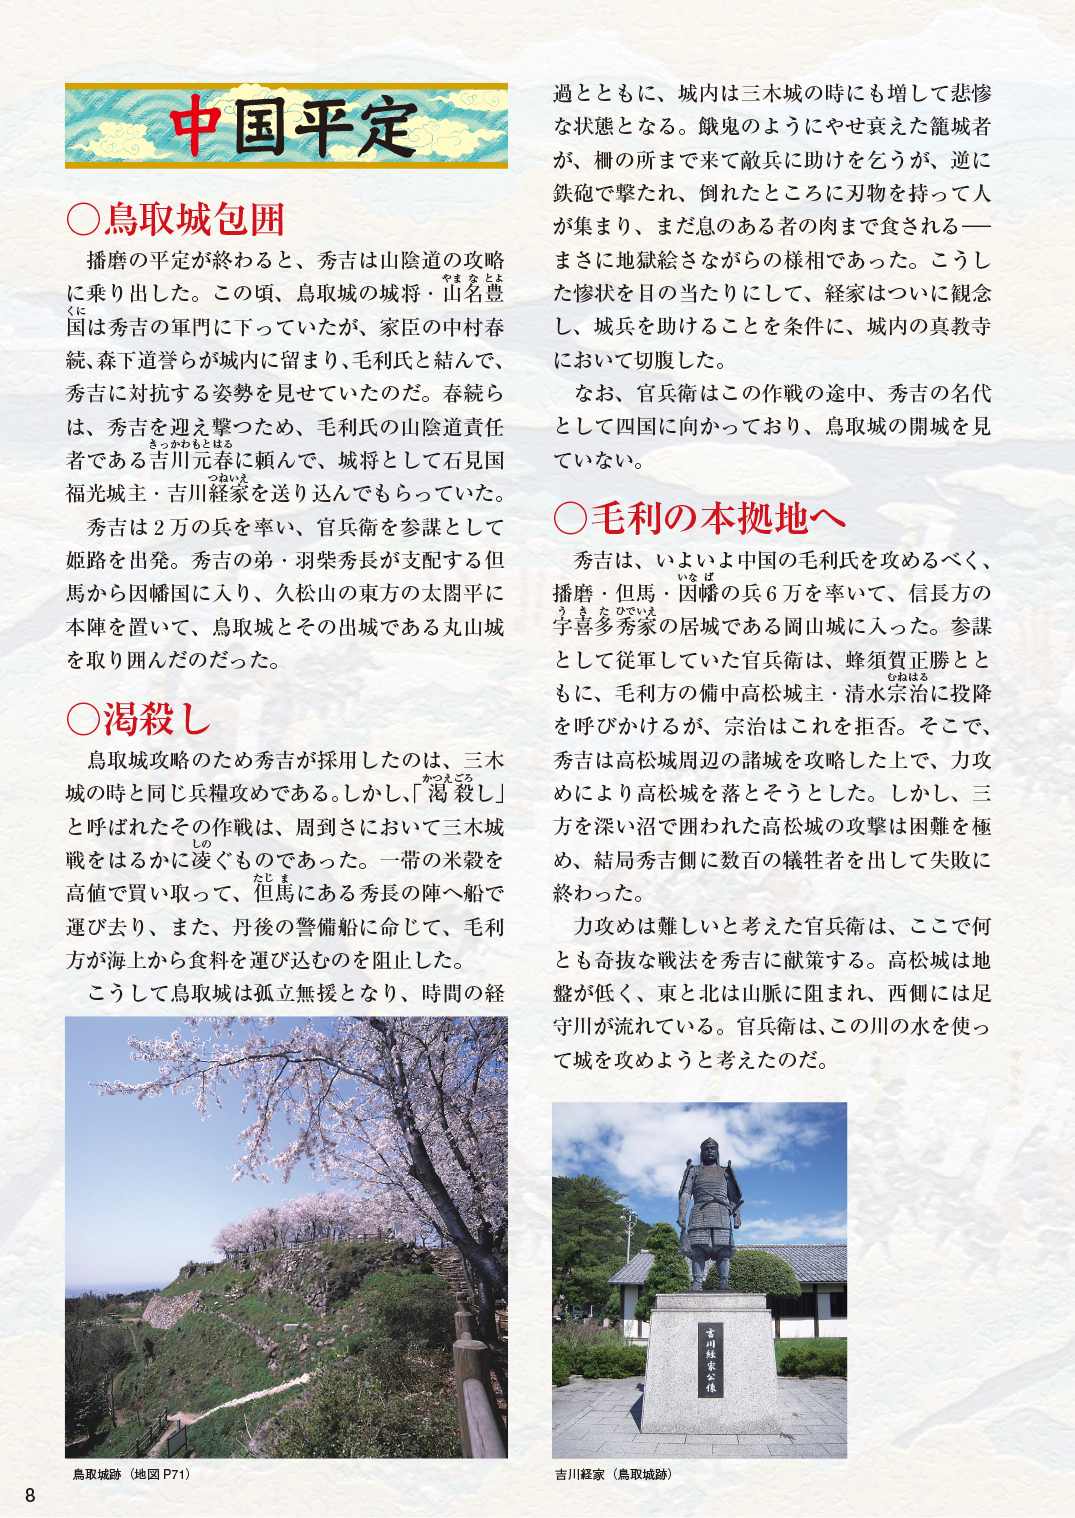 中国平定
○鳥取城包囲
播磨の平定が終わると、秀吉は山陰道の攻略
に乗り出した。この頃、鳥取城の城将・山名豊
やま な とよ
国は秀吉の軍門に下っていたが、家臣の中村春
くに
続、森下道誉らが城内に留まり、毛利氏と結んで、
秀吉に対抗する姿勢を見せていたのだ。春続ら
は、秀吉を迎え撃つため、毛利氏の山陰道責任
者である吉川元春に頼んで、城将として石見国
きっかわもとはる
福光城主・吉川経家を送り込んでもらっていた。
つねいえ
秀吉は2万の兵を率い、官兵衛を参謀として
姫路を出発。秀吉の弟・羽柴秀長が支配する但
馬から因幡国に入り、久松山の東方の太閤平に
本陣を置いて、鳥取城とその出城である丸山城
を取り囲んだのだった。
○渇殺し
鳥取城攻略のため秀吉が採用したのは、三木
城の時と同じ兵糧攻めである。しかし、「渇殺し」
かつえごろ
と呼ばれたその作戦は、周到さにおいて三木城
戦をはるかに凌ぐものであった。一帯の米穀を
しの
高値で買い取って、但馬にある秀長の陣へ船で
たじ ま
運び去り、また、丹後の警備船に命じて、毛利
方が海上から食料を運び込むのを阻止した。
こうして鳥取城は孤立無援となり、時間の経
過とともに、城内は三木城の時にも増して悲惨
な状態となる。餓鬼のようにやせ衰えた籠城者
が、柵の所まで来て敵兵に助けを乞うが、逆に
鉄砲で撃たれ、倒れたところに刃物を持って人
が集まり、まだ息のある者の肉まで食される――
まさに地獄絵さながらの様相であった。こうし
た惨状を目の当たりにして、経家はついに観念
し、城兵を助けることを条件に、城内の真教寺
において切腹した。
なお、官兵衛はこの作戦の途中、秀吉の名代
として四国に向かっており、鳥取城の開城を見
ていない。
○毛利の本拠地へ
秀吉は、いよいよ中国の毛利氏を攻めるべく、
播磨・但馬・因幡の兵6万を率いて、信長方の
いな ば
宇喜多秀家の居城である岡山城に入った。参謀
う き た ひでいえ
として従軍していた官兵衛は、蜂須賀正勝とと
もに、毛利方の備中高松城主・清水宗治に投降
むねはる
を呼びかけるが、宗治はこれを拒否。そこで、
秀吉は高松城周辺の諸城を攻略した上で、力攻
めにより高松城を落とそうとした。しかし、三
方を深い沼で囲われた高松城の攻撃は困難を極
め、結局秀吉側に数百の犠牲者を出して失敗に
終わった。
力攻めは難しいと考えた官兵衛は、ここで何
とも奇抜な戦法を秀吉に献策する。高松城は地
盤が低く、東と北は山脈に阻まれ、西側には足
守川が流れている。官兵衛は、この川の水を使っ
て城を攻めようと考えたのだ。
吉川経家公像
鳥取城跡（地図 P71）
吉川経家（鳥取城跡）
8